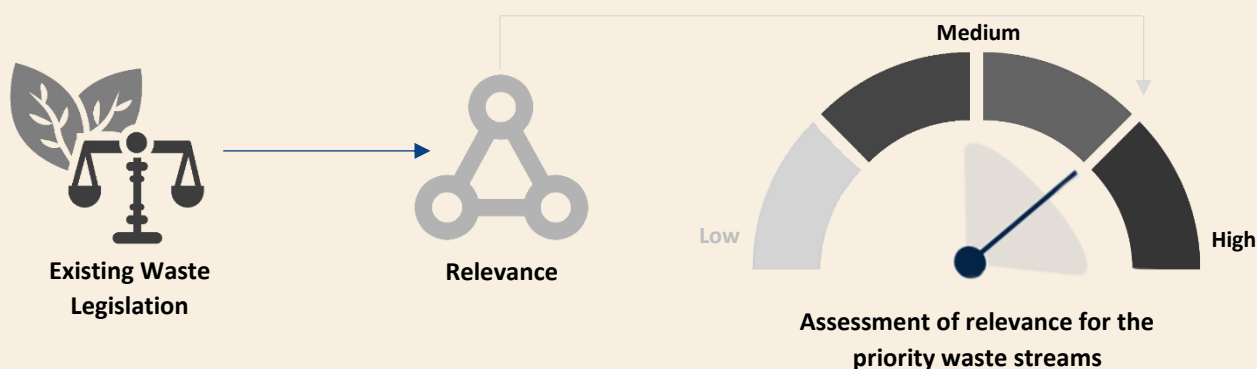 Medium
Low
High
Existing Waste
Legislation
Relevance
Assessment of relevance for the
priority waste streams